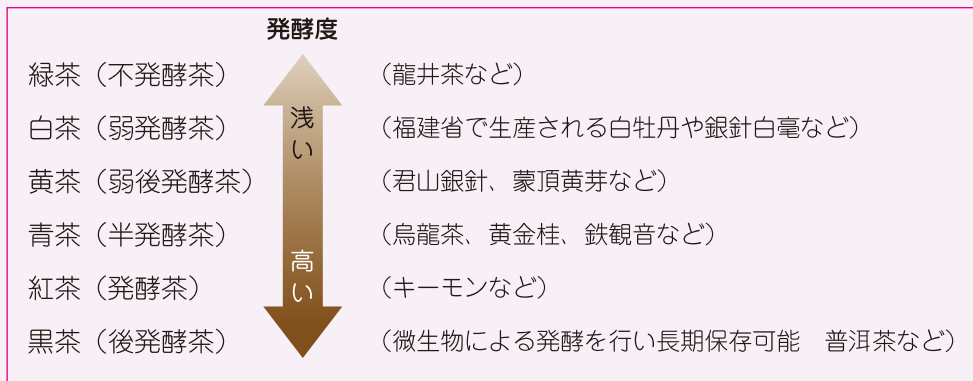 発酵度
緑茶（不発酵茶） （龍井茶など）
浅い
白茶（弱発酵茶） （福建省で生産される白牡丹や銀針白毫など）
黄茶（弱後発酵茶） （君山銀針、蒙頂黄芽など）
青茶（半発酵茶） （烏龍茶、黄金桂、鉄観音など）
高い
紅茶（発酵茶） （キーモンなど）
黒茶（後発酵茶） （微生物による発酵を行い長期保存可能　普洱茶など）